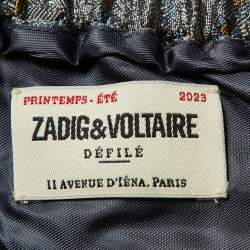 PRINTEMPS - ÉTÉ 2023
ZADIG&VOLTAIRE
DÉFILÉ
11 AVENUE D'IÉNA. PARIS